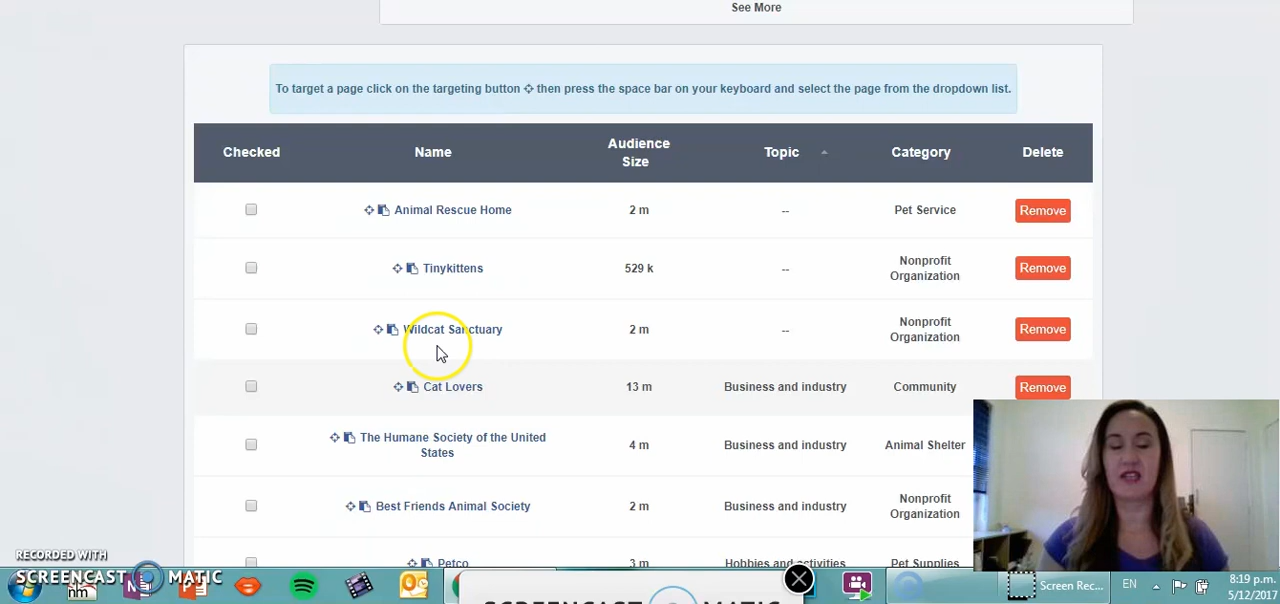 See More
To target a page click on the targeting button then press the space bar on your keyboard and select the page from the dropdown list.
Checked Name Audience Size Topic Category Delete
Animal Rescue Home 2 m -- Pet Service Remove
Tinykittens 529 k -- Nonprofit Organization Remove
Wildcat Sanctuary 2 m -- Nonprofit Organization Remove
Cat Lovers 13 m Business and industry Community Remove
The Humane Society of the United States 4 m Business and industry Animal Shelter
Best Friends Animal Society 2 m Business and industry Nonprofit Organization
Petco 3 m Hobbies and activities Pet Supplies
RECORDED WITH
SCREENCAST MATIC
nm
N
P
O
SCREENCAST MATIC
Screen Rec...
EN
8:19 p.m.
5/12/2017